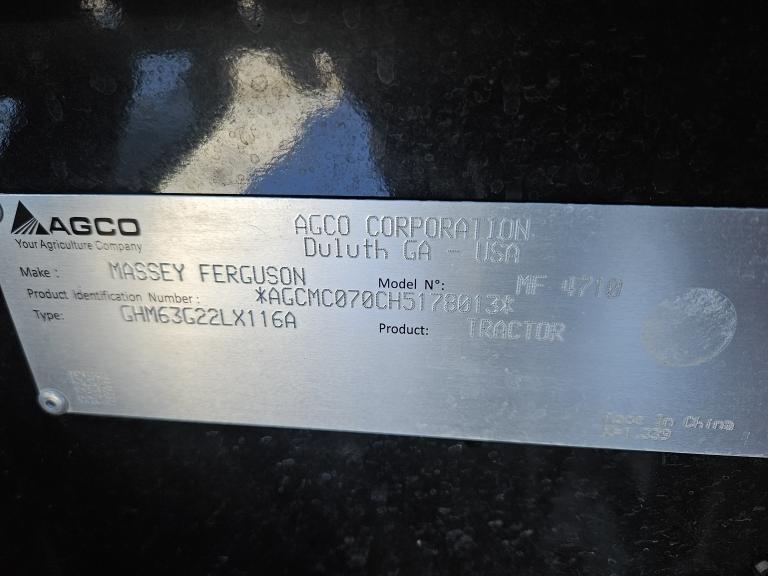 AGCO
Your Agriculture Company
AGCO CORPORATION
Duluth GA - USA
Make: MASSEY FERGUSON
Model N°: MF 4710
Product Identification Number: *AGCMC070CH5178013*
Type: GHM63G22LX116A
Product: TRACTOR
Made In China